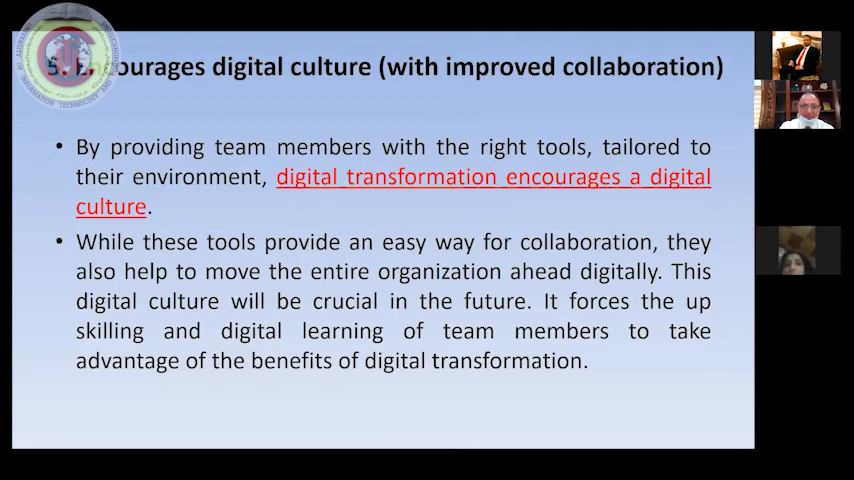 5. Encourages digital culture (with improved collaboration)
• By providing team members with the right tools, tailored to
their environment, digital transformation encourages a digital
culture.
• While these tools provide an easy way for collaboration, they
also help to move the entire organization ahead digitally. This
digital culture will be crucial in the future. It forces the up
skilling and digital learning of team members to take
advantage of the benefits of digital transformation.